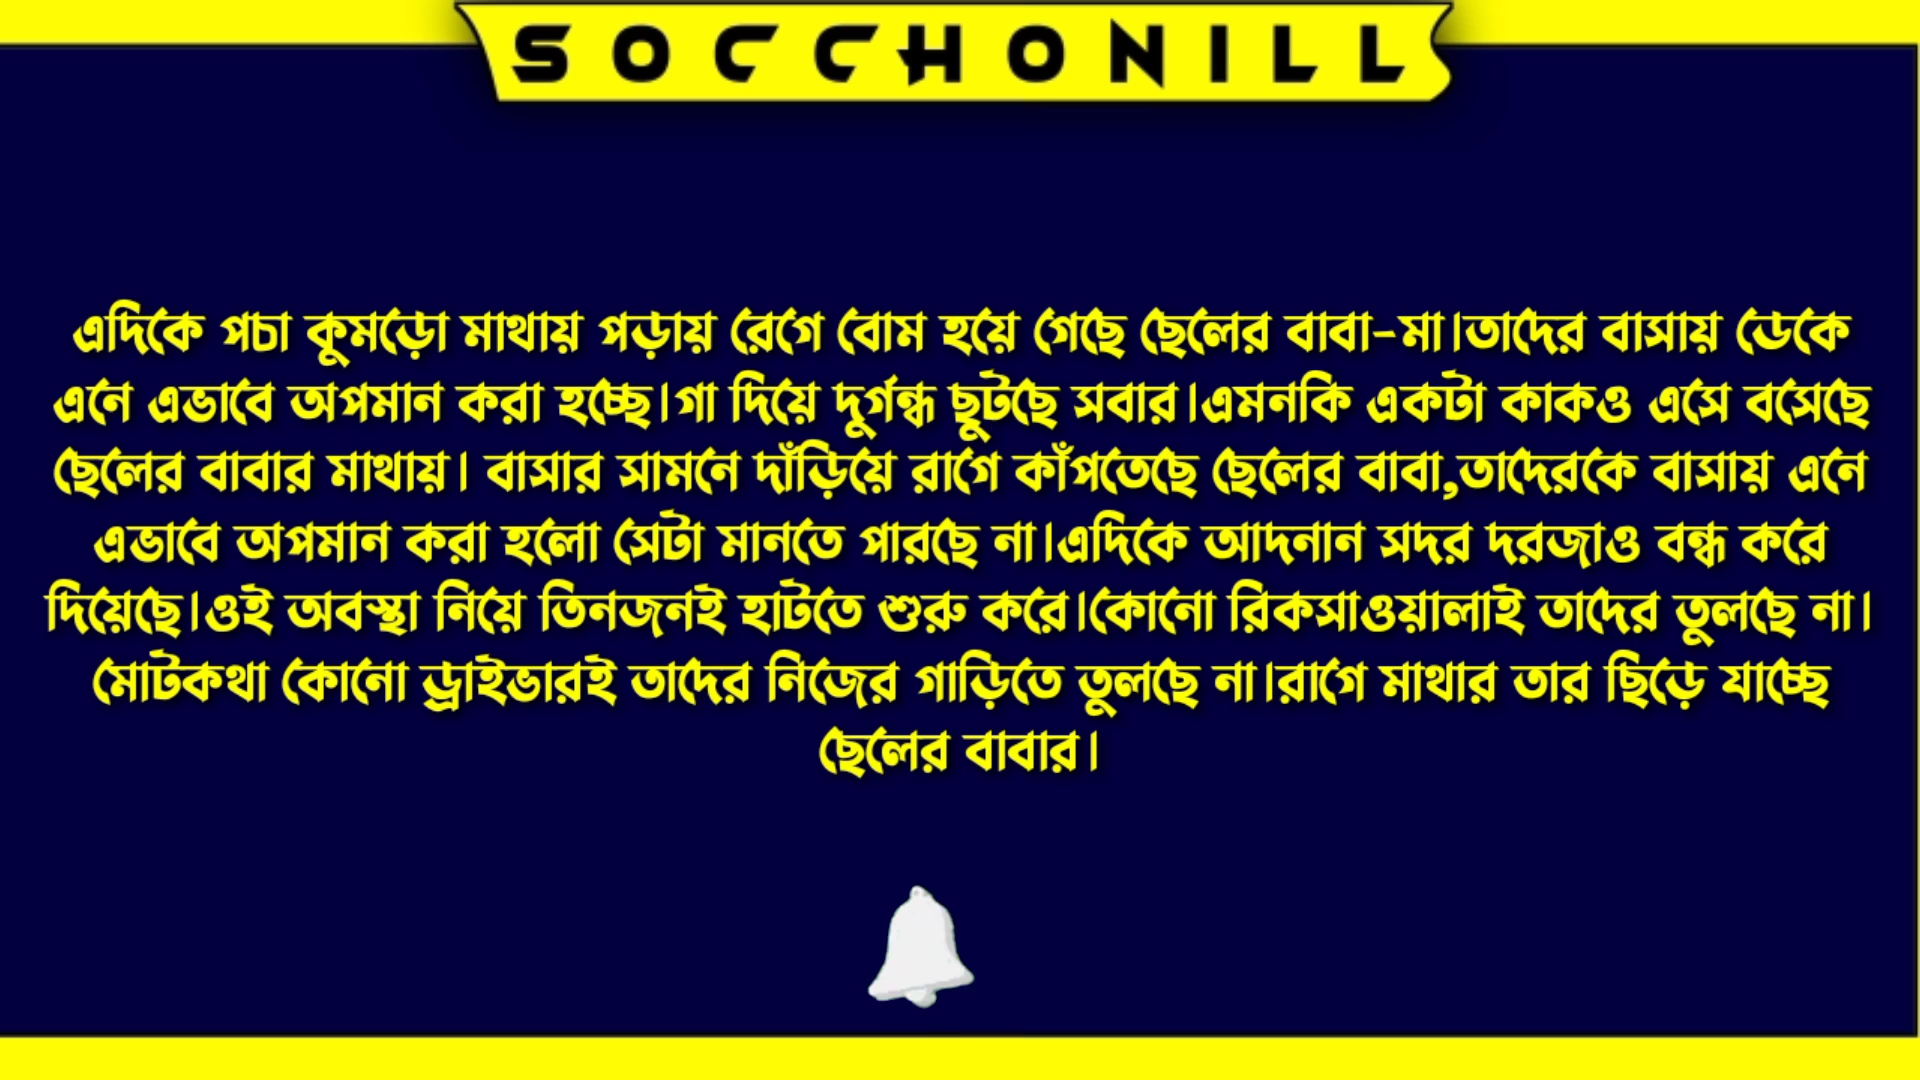 SOCCHONILL
এদিকে পচা কুমড়ো মাথায় পড়ায় রেগে বোম হয়ে গেছে ছেলের বাবা-মা।তাদের বাসায় ডেকে
এনে এভাবে অপমান করা হচ্ছে।গা দিয়ে দুর্গন্ধ ছুটছে সবার।এমনকি একটা কাকও এসে বসেছে
ছেলের বাবার মাথায়। বাসার সামনে দাঁড়িয়ে রাগে কাঁপতেছে ছেলের বাবা,তাদেরকে বাসায় এনে
এভাবে অপমান করা হলো সেটা মানতে পারছে না।এদিকে আদনান সদর দরজাও বন্ধ করে
দিয়েছে।ওই অবস্থা নিয়ে তিনজনই হাটতে শুরু করে।কোনো রিকসাওয়ালাই তাদের তুলছে না।
মোটকথা কোনো ড্রাইভারই তাদের নিজের গাড়িতে তুলছে না।রাগে মাথার তার ছিড়ে যাচ্ছে
ছেলের বাবার।